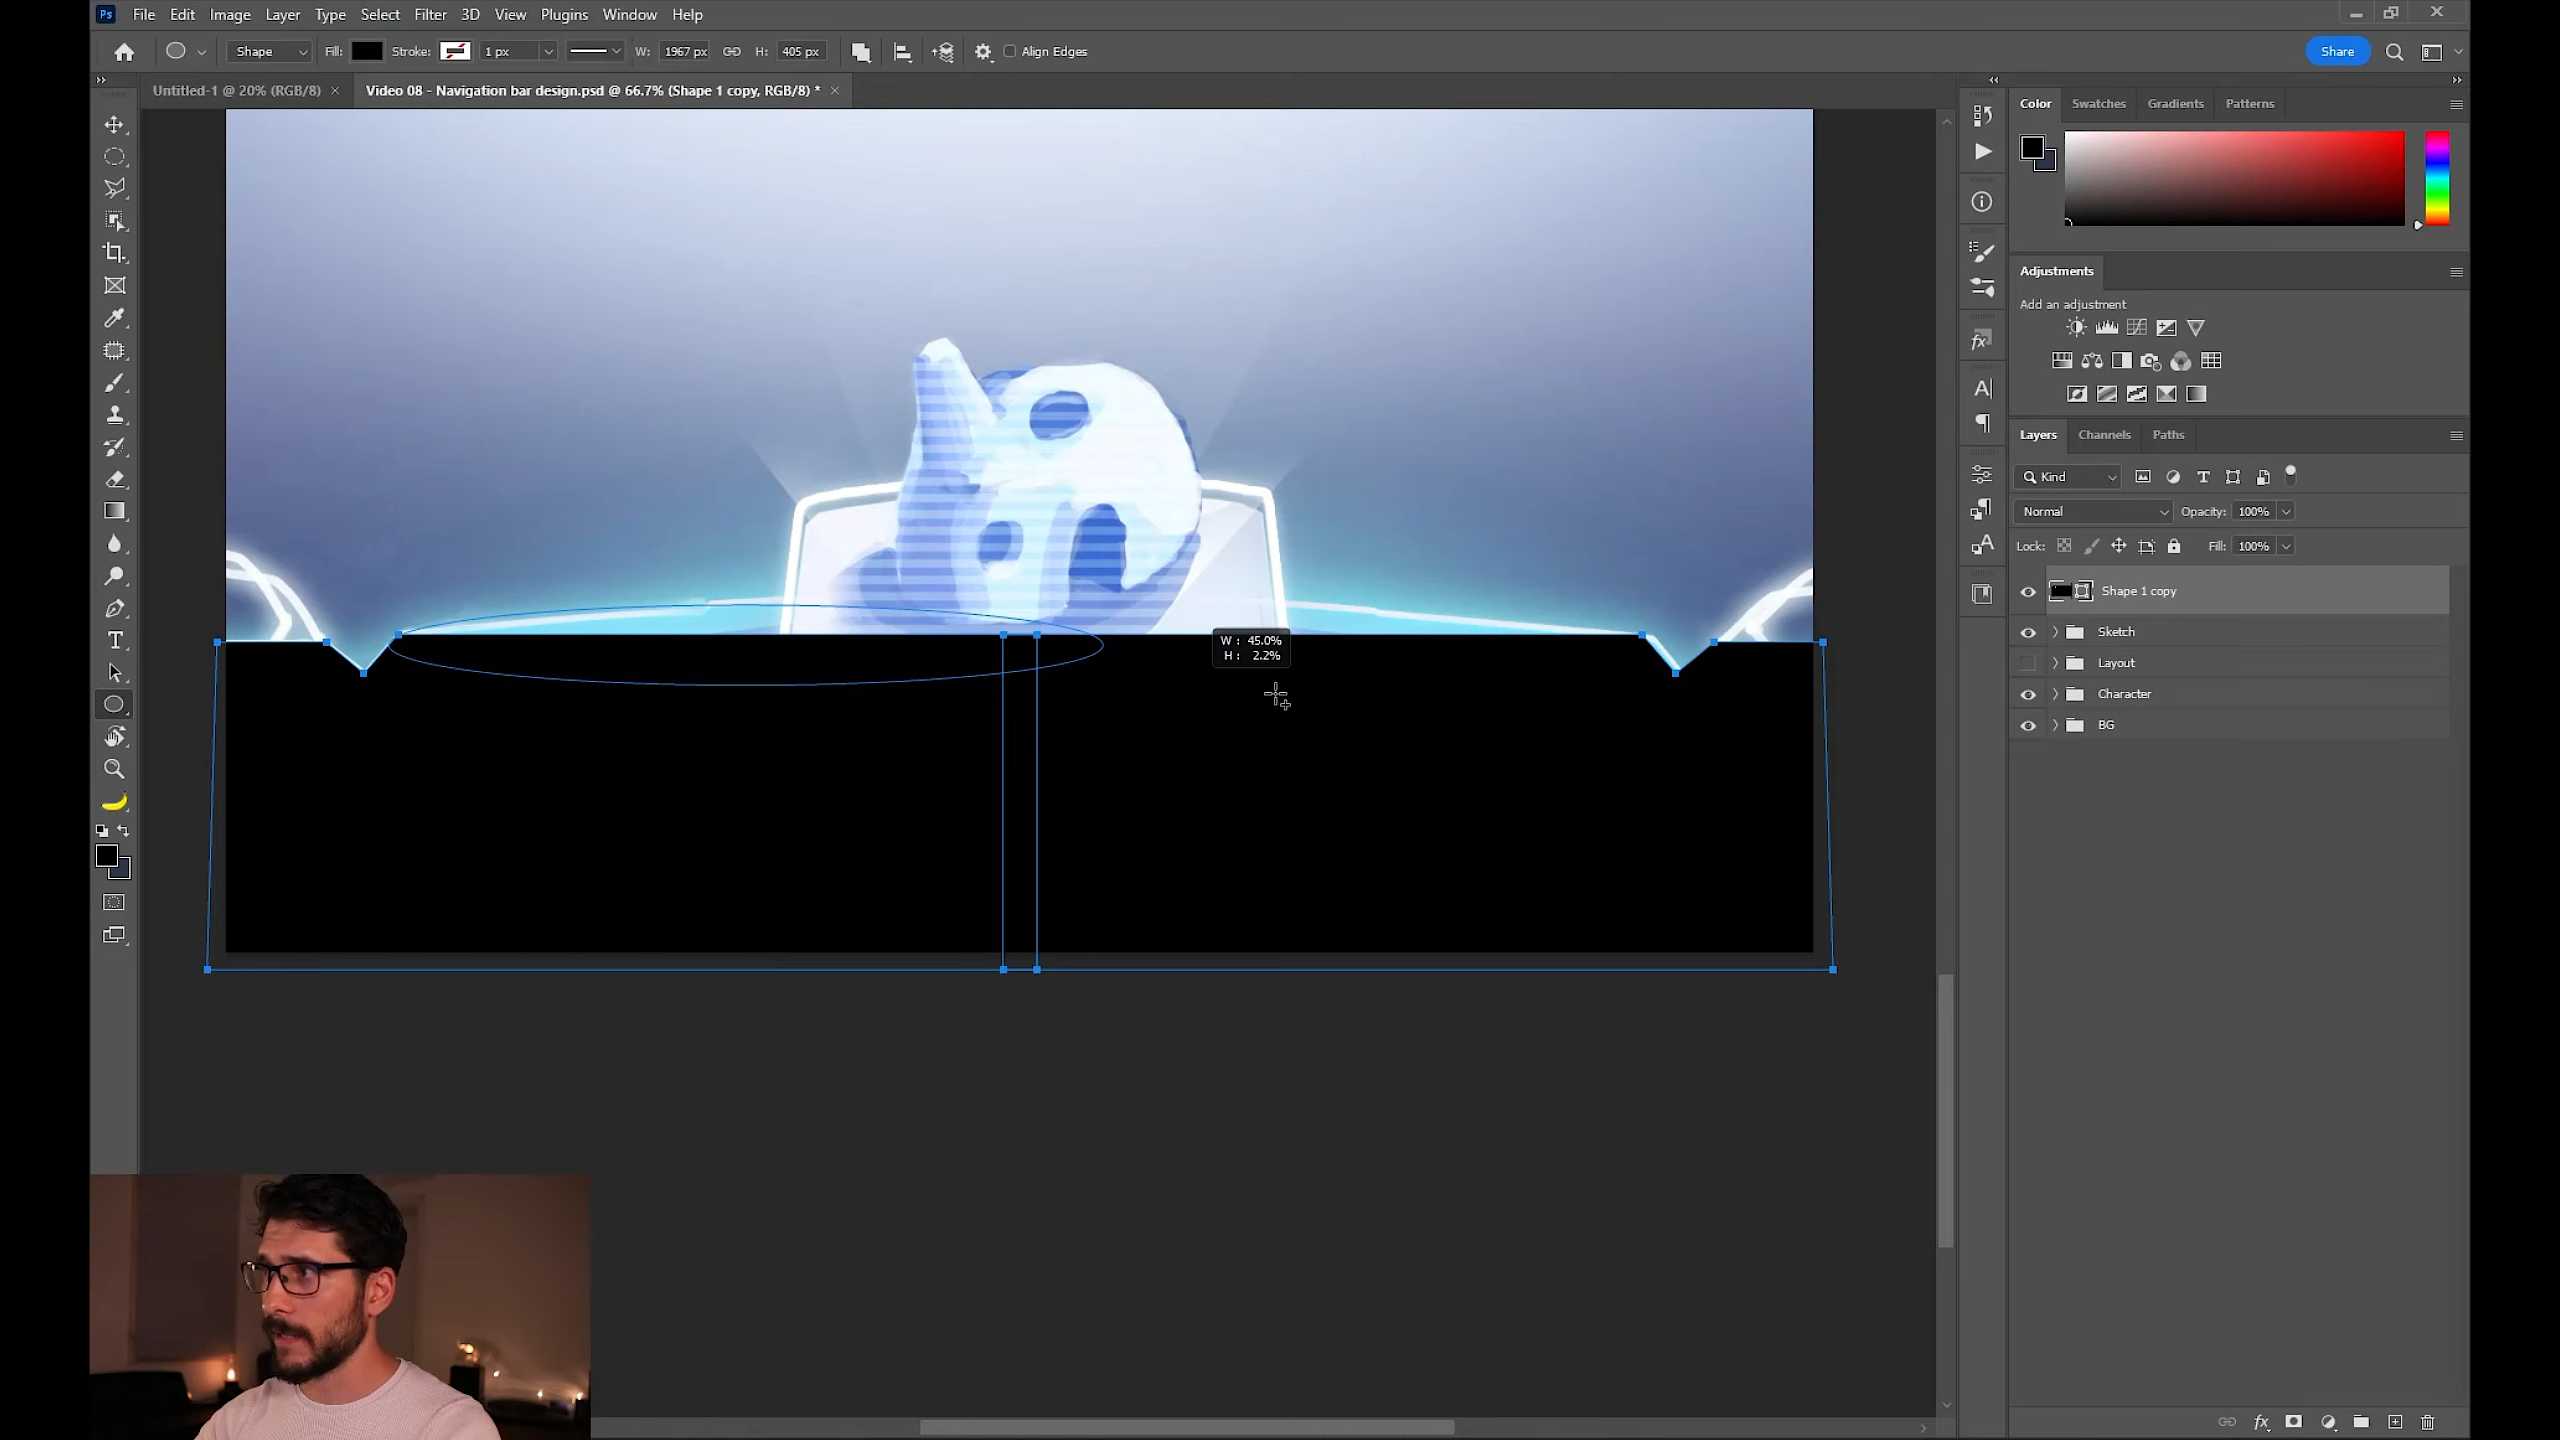 Ps File Edit Image Layer Type Select Filter 3D View Plugins Window Help
Shape Fill: Stroke: 1 px W: 1967 px H: 405 px Align Edges Share
Untitled-1 @ 20% (RGB/8) × Video 08 - Navigation bar design.psd @ 66.7% (Shape 1 copy, RGB/8) * ×
Color Swatches Gradients Patterns
Adjustments
Add an adjustment
Layers Channels Paths
Kind
Normal Opacity: 100%
Lock: Fill: 100%
Shape 1 copy
Sketch
Layout
Character
BG
W : 45.0%
H : 2.2%